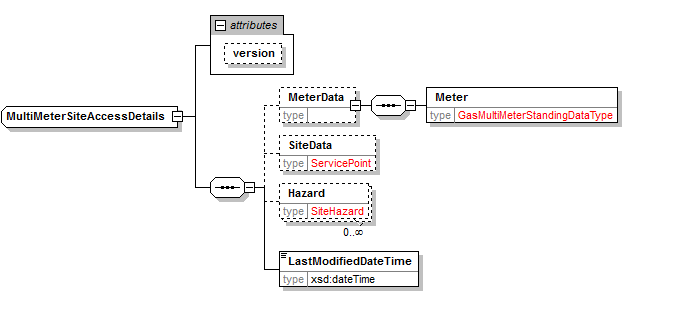 attributes
version
MultiMeterSiteAccessDetails
MeterData
type
Meter
type GasMultiMeterStandingDataType
SiteData
type ServicePoint
Hazard
type SiteHazard
0..∞
LastModifiedDateTime
type xsd:dateTime